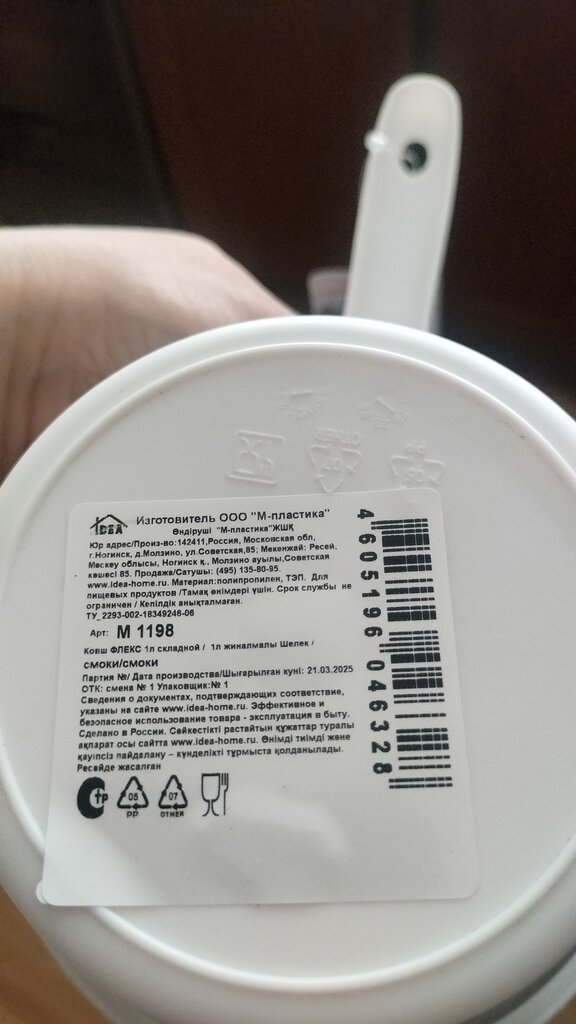 IDEA
Изготовитель ООО "М-пластика"
Өндіруші "М-пластика"ЖШҚ
Юр адрес/Произ-во:142411,Россия, Московская обл,
г.Ногинск, д.Молзино, ул.Советская,85; Мекенжай: Ресей,
Мескеу облысы, Ногинск қ., Молзино ауылы,Советская
көшесі 85. Продажа/Сатушы: (495) 135-80-95.
www.idea-home.ru. Материал:полипропилен, ТЭП. Для
пищевых продуктов /Тамақ өнімдері үшін. Срок службы не
ограничен / Кепілдік анықталмаған.
ТУ_2293-002-18349246-06
Арт: М 1198
Ковш ФЛЕКС 1л складной / 1л жиналмалы Шелек /
смоки/смоки
Партия №/ Дата производства/Шығарылған күні: 21.03.2025
ОТК: смена № 1 Упаковщик:№ 1
Сведения о документах, подтверждающих соответствие,
указаны на сайте www.idea-home.ru. Эффективное и
безопасное использование товара - эксплуатация в быту.
Сделано в России. Сәйкестікті растайтын құжаттар туралы
ақпарат осы сайтта www.idea-home.ru. Өнімді тиімді және
қауіпсіз пайдалану – күнделікті тұрмыста қолданылады.
Ресейде жасалған
05
PP
07
OTHER
4 605196 046328